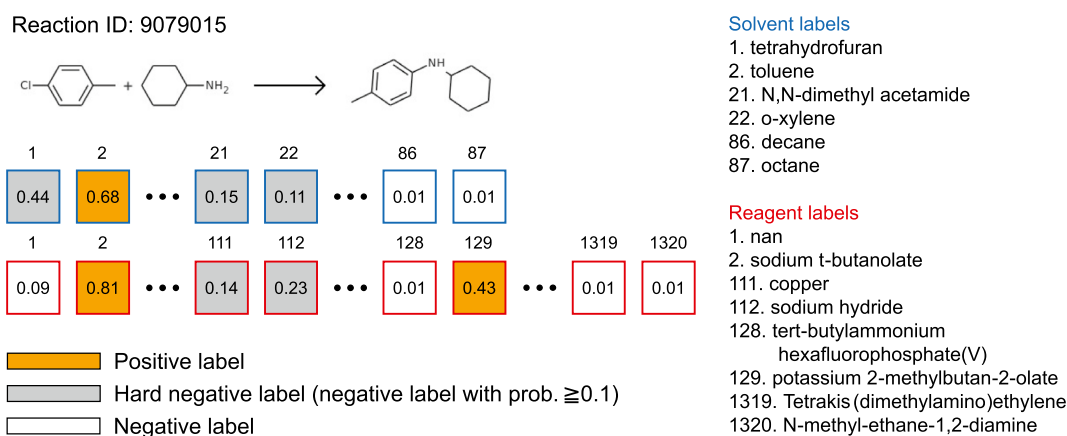 Reaction ID: 9079015
Cl
+
NH2
NH
1 2 21 22 86 87
0.44 0.68 ••• 0.15 0.11 ••• 0.01 0.01
1 2 111 112 128 129 1319 1320
0.09 0.81 ••• 0.14 0.23 ••• 0.01 0.43 ••• 0.01 0.01
Positive label
Hard negative label (negative label with prob. ≧0.1)
Negative label
Solvent labels
1. tetrahydrofuran
2. toluene
21. N,N-dimethyl acetamide
22. o-xylene
86. decane
87. octane
Reagent labels
1. nan
2. sodium t-butanolate
111. copper
112. sodium hydride
128. tert-butylammonium
hexafluorophosphate(V)
129. potassium 2-methylbutan-2-olate
1319. Tetrakis(dimethylamino)ethylene
1320. N-methyl-ethane-1,2-diamine